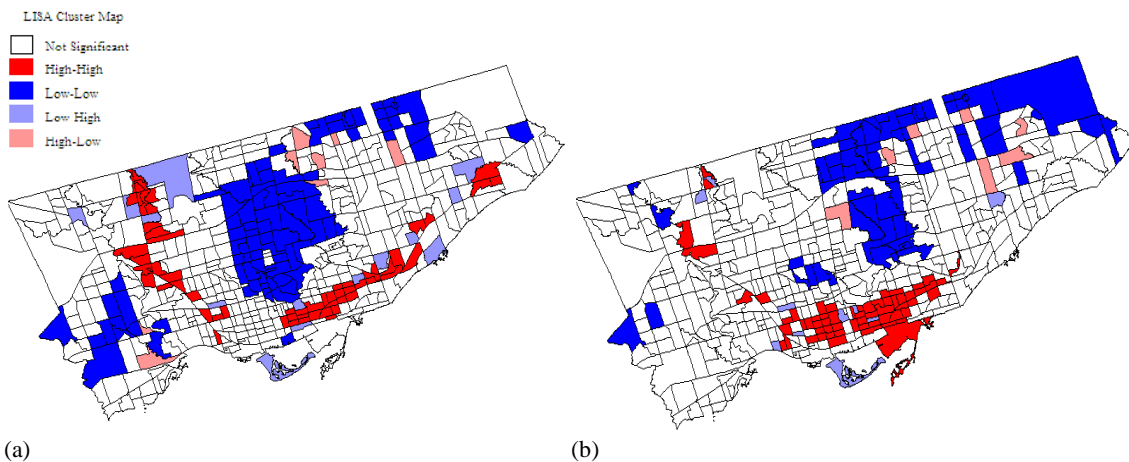 LISA Cluster Map
Not Significant
High-High
Low-Low
Low High
High-Low
(a)
(b)